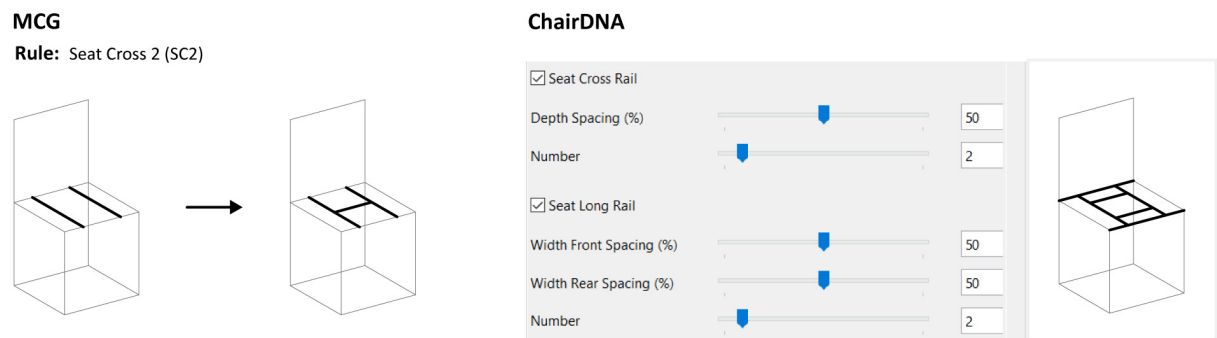 MCG
Rule: Seat Cross 2 (SC2)
ChairDNA
Seat Cross Rail
Depth Spacing (%)
50
Number
2
Seat Long Rail
Width Front Spacing (%)
50
Width Rear Spacing (%)
50
Number
2